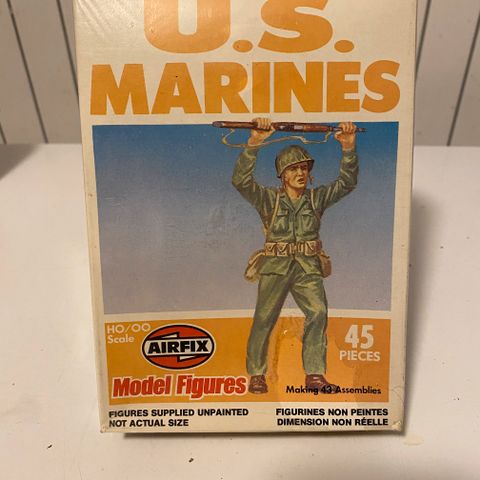 U.S.
MARINES
HO/OO
Scale
AIRFIX
Model Figures
45
PIECES
Making 43 Assemblies
FIGURES SUPPLIED UNPAINTED
NOT ACTUAL SIZE
FIGURINES NON PEINTES
DIMENSION NON RÉELLE